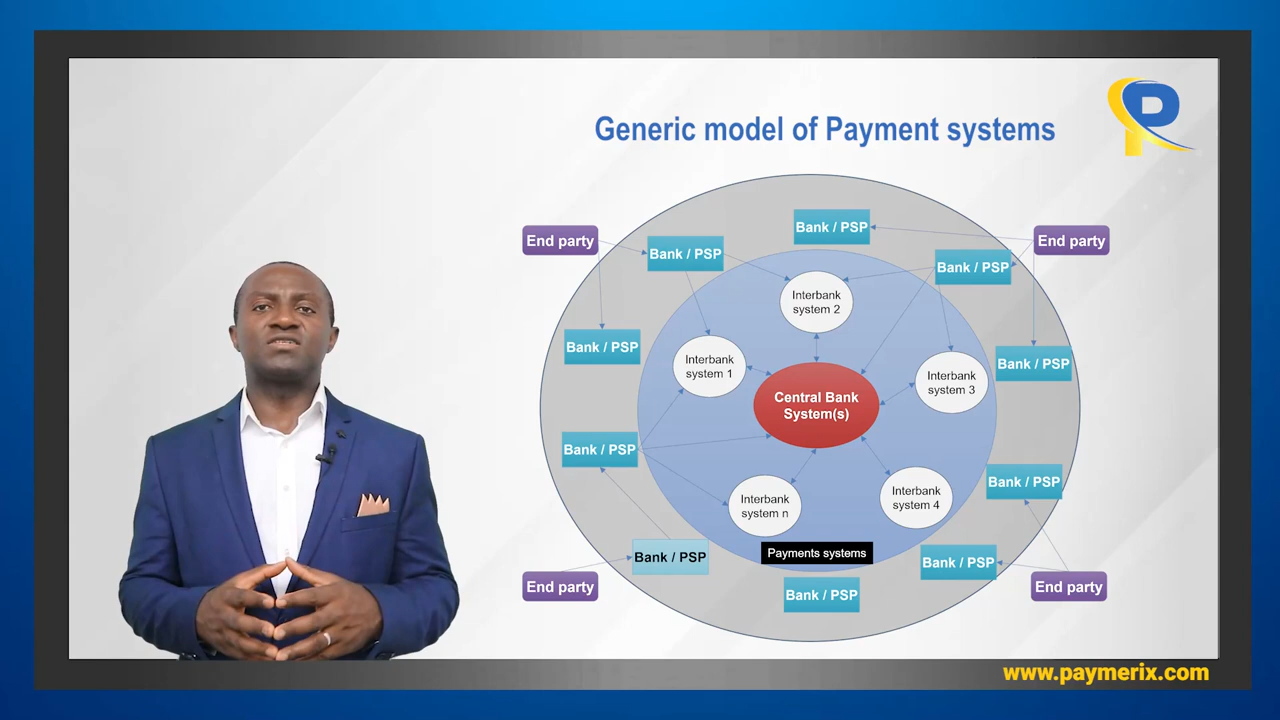 Generic model of Payment systems
Bank / PSP
End party
End party
Bank / PSP
Bank / PSP
Interbank
system 2
Bank / PSP
Interbank
system 1
Bank / PSP
Interbank
system 3
Central Bank
System(s)
Bank / PSP
Bank / PSP
Interbank
system n
Interbank
system 4
Payments systems
Bank / PSP
Bank / PSP
End party
Bank / PSP
End party
www.paymerix.com